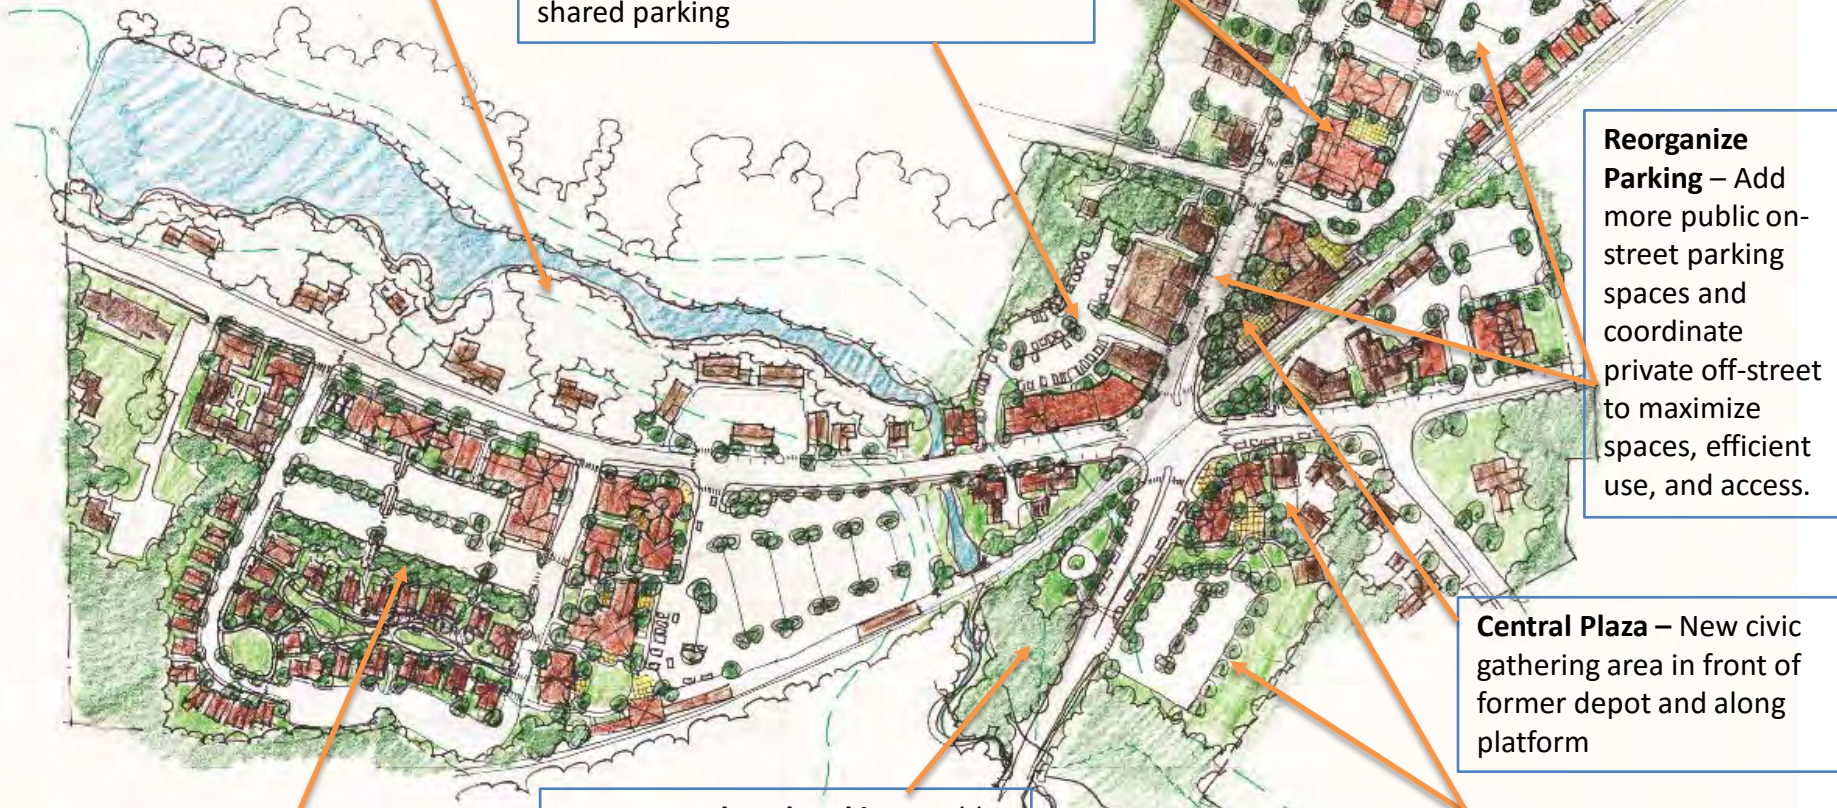 shared parking
Reorganize
Parking – Add
more public on-
street parking
spaces and
coordinate
private off-street
to maximize
spaces, efficient
use, and access.
Central Plaza – New civic
gathering area in front of
former depot and along
platform